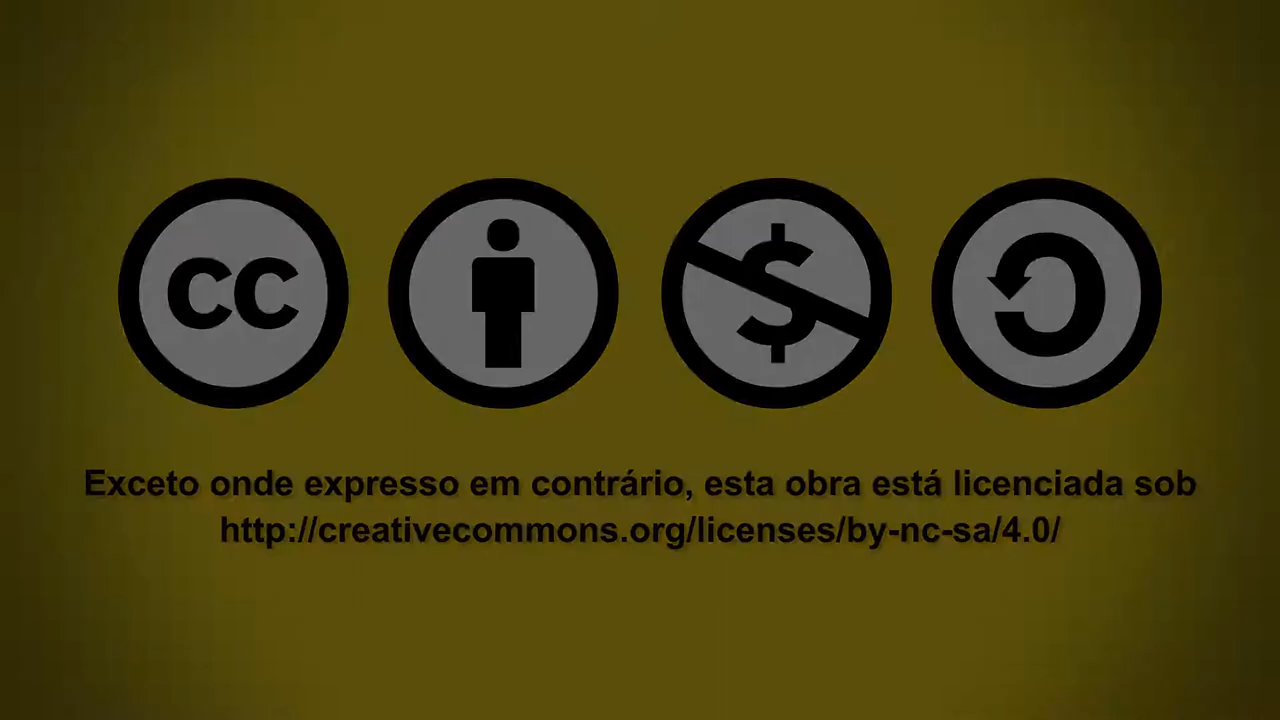 cc
$
Exceto onde expresso em contrário, esta obra está licenciada sob
http://creativecommons.org/licenses/by-nc-sa/4.0/